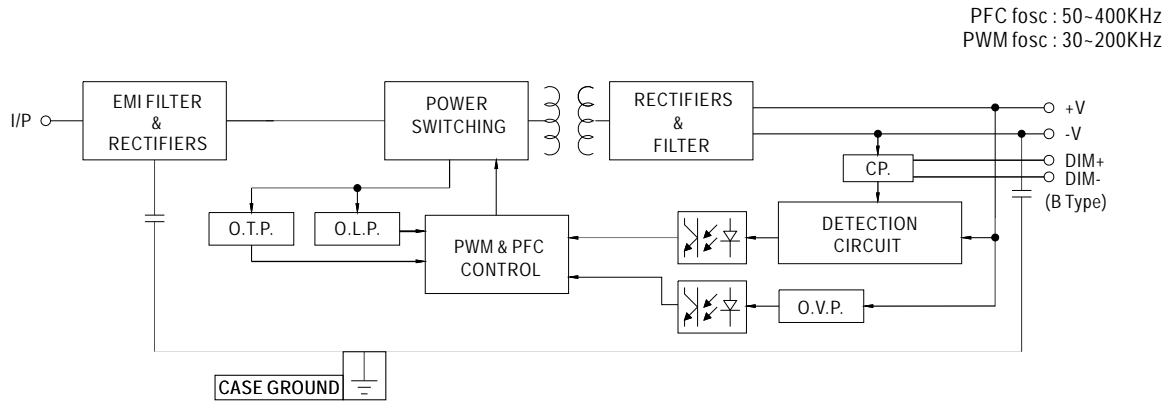 PFC fosc : 50~400KHz
PWM fosc : 30~200KHz
I/P
EMI FILTER
&
RECTIFIERS
POWER
SWITCHING
RECTIFIERS
&
FILTER
+V
-V
CP.
DIM+
DIM-
(B Type)
O.T.P.
O.L.P.
PWM & PFC
CONTROL
DETECTION
CIRCUIT
O.V.P.
CASE GROUND